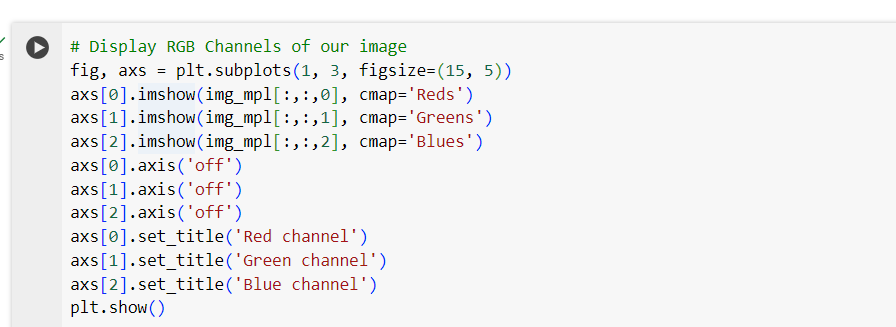 # Display RGB Channels of our image
fig, axs = plt.subplots(1, 3, figsize=(15, 5))
axs[0].imshow(img_mpl[:,:,0], cmap='Reds')
axs[1].imshow(img_mpl[:,:,1], cmap='Greens')
axs[2].imshow(img_mpl[:,:,2], cmap='Blues')
axs[0].axis('off')
axs[1].axis('off')
axs[2].axis('off')
axs[0].set_title('Red channel')
axs[1].set_title('Green channel')
axs[2].set_title('Blue channel')
plt.show()